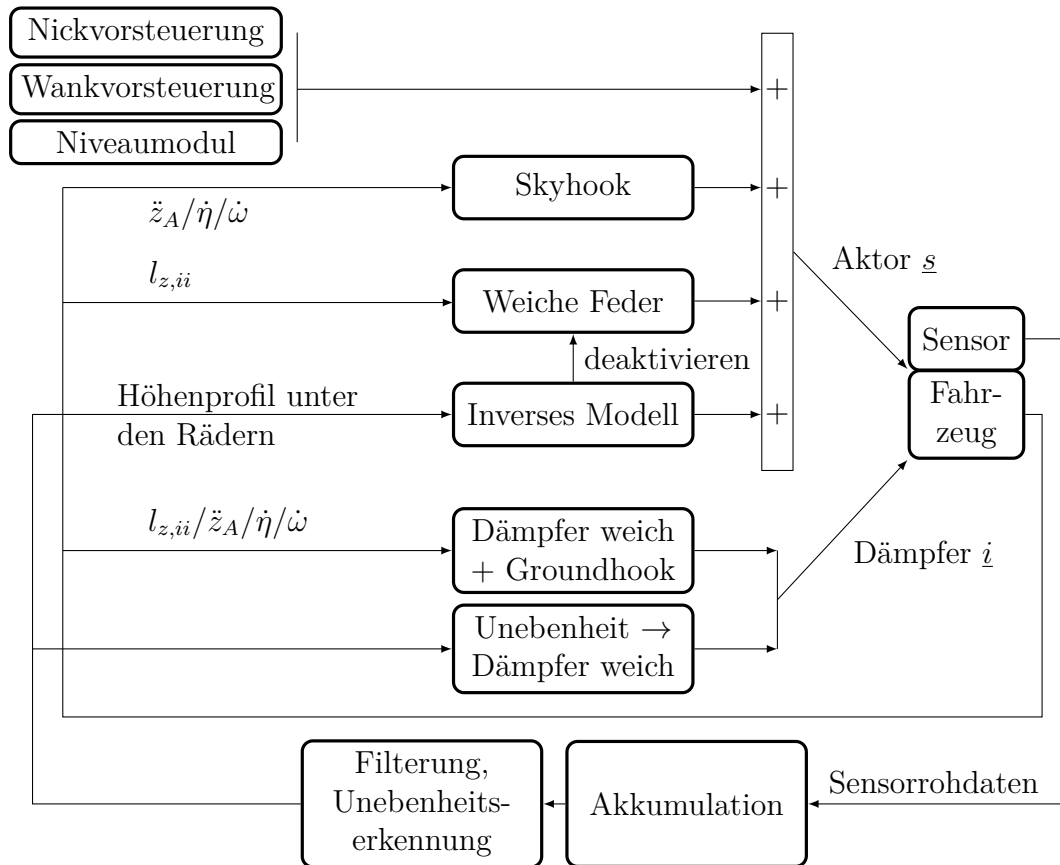 Nickvorsteuerung
Wankvorsteuerung
Niveaumodul
+
Skyhook
+
z̈_A/η̇/ω̇
Aktor s
l_{z,ii}
Weiche Feder
+
Sensor
deaktivieren
Höhenprofil unter
den Rädern
Inverses Modell
+
Fahr-
zeug
l_{z,ii}/z̈_A/η̇/ω̇
Dämpfer weich
+ Groundhook
Dämpfer i
Unebenheit →
Dämpfer weich
Filterung,
Unebenheits-
erkennung
Akkumulation
Sensorrohdaten